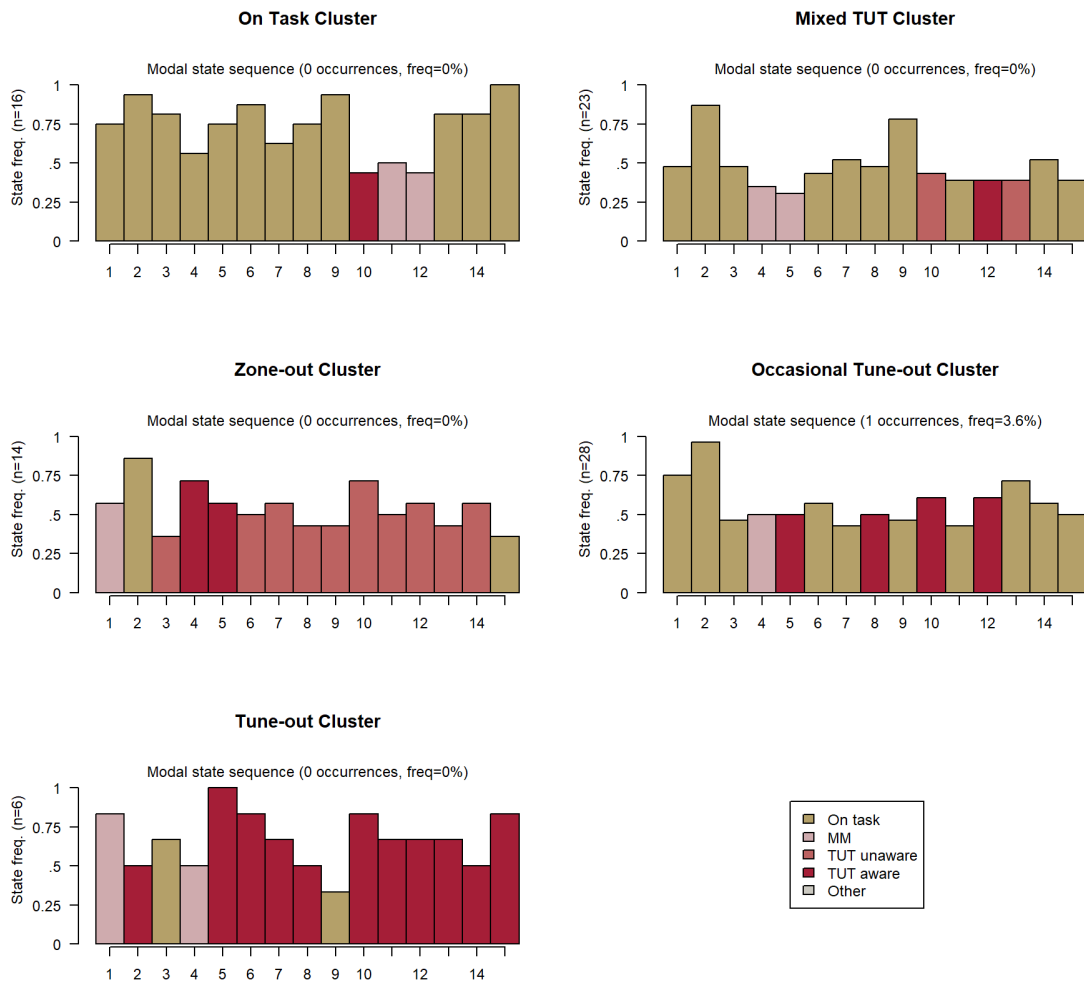 On Task Cluster
Modal state sequence (0 occurrences, freq=0%)
State freq. (n=16)
1
0.75
.5
0.25
0
1 2 3 4 5 6 7 8 9 10 12 14
Mixed TUT Cluster
Modal state sequence (0 occurrences, freq=0%)
State freq. (n=23)
1
0.75
.5
0.25
0
1 2 3 4 5 6 7 8 9 10 12 14
Zone-out Cluster
Modal state sequence (0 occurrences, freq=0%)
State freq. (n=14)
1
0.75
.5
0.25
0
1 2 3 4 5 6 7 8 9 10 12 14
Occasional Tune-out Cluster
Modal state sequence (1 occurrences, freq=3.6%)
State freq. (n=28)
1
0.75
.5
0.25
0
1 2 3 4 5 6 7 8 9 10 12 14
Tune-out Cluster
Modal state sequence (0 occurrences, freq=0%)
State freq. (n=6)
1
0.75
.5
0.25
0
1 2 3 4 5 6 7 8 9 10 12 14
On task
MM
TUT unaware
TUT aware
Other